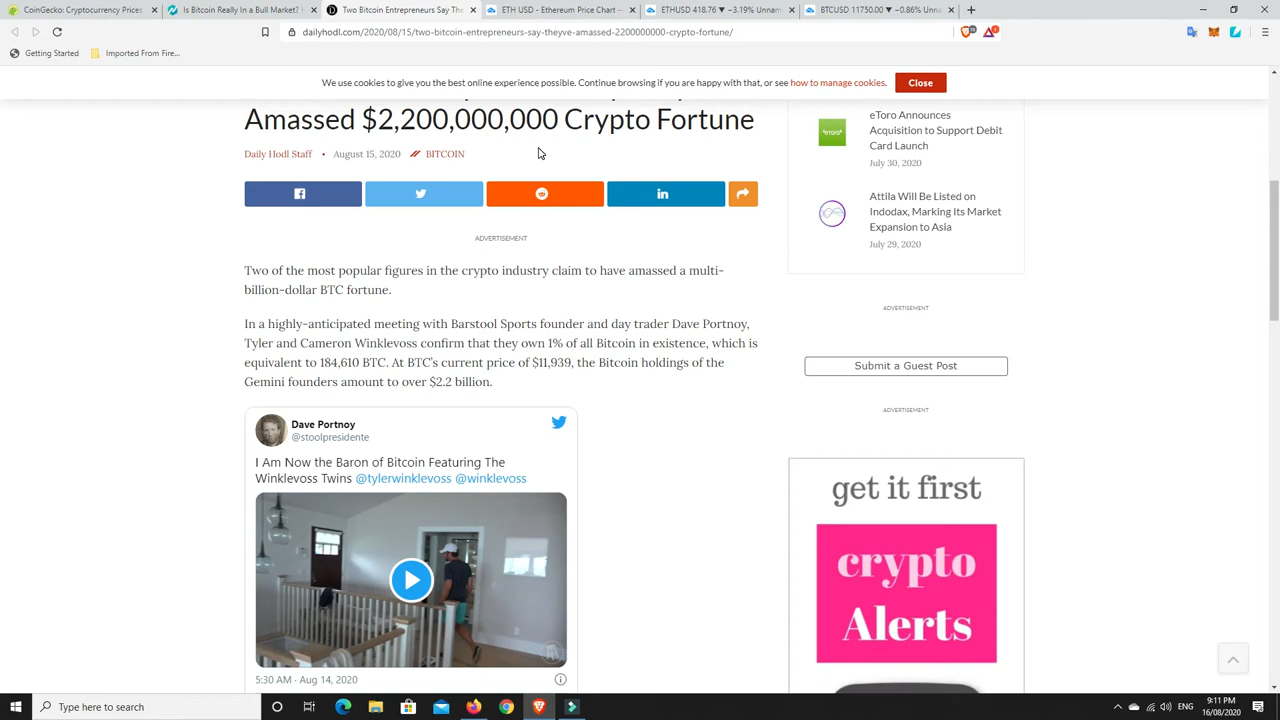 CoinGecko: Cryptocurrency Prices
Is Bitcoin Really In a Bull Market?
Two Bitcoin Entrepreneurs Say The
ETH USD – Ethereum Price Chart –
ETHUSD 418.76 ▼ −3.19% Unnam
BTCUSD 11750.00 ▼ −0.86% Unna
dailyhodl.com/2020/08/15/two-bitcoin-entrepreneurs-say-theyve-amassed-2200000000-crypto-fortune/
Getting Started
Imported From Fire...
We use cookies to give you the best online experience possible. Continue browsing if you are happy with that, or see how to manage cookies.
Close
Amassed $2,200,000,000 Crypto Fortune
Daily Hodl Staff • August 15, 2020 // BITCOIN
ADVERTISEMENT
Two of the most popular figures in the crypto industry claim to have amassed a multi-
billion-dollar BTC fortune.
In a highly-anticipated meeting with Barstool Sports founder and day trader Dave Portnoy,
Tyler and Cameron Winklevoss confirm that they own 1% of all Bitcoin in existence, which is
equivalent to 184,610 BTC. At BTC's current price of $11,939, the Bitcoin holdings of the
Gemini founders amount to over $2.2 billion.
Dave Portnoy
@stoolpresidente
I Am Now the Baron of Bitcoin Featuring The
Winklevoss Twins @tylerwinklevoss @winklevoss
5:30 AM · Aug 14, 2020
eToro
eToro Announces
Acquisition to Support Debit
Card Launch
July 30, 2020
Attila Will Be Listed on
Indodax, Marking Its Market
Expansion to Asia
July 29, 2020
ADVERTISEMENT
Submit a Guest Post
ADVERTISEMENT
get it first
crypto
Alerts
Type here to search
ENG
9:11 PM
16/08/2020